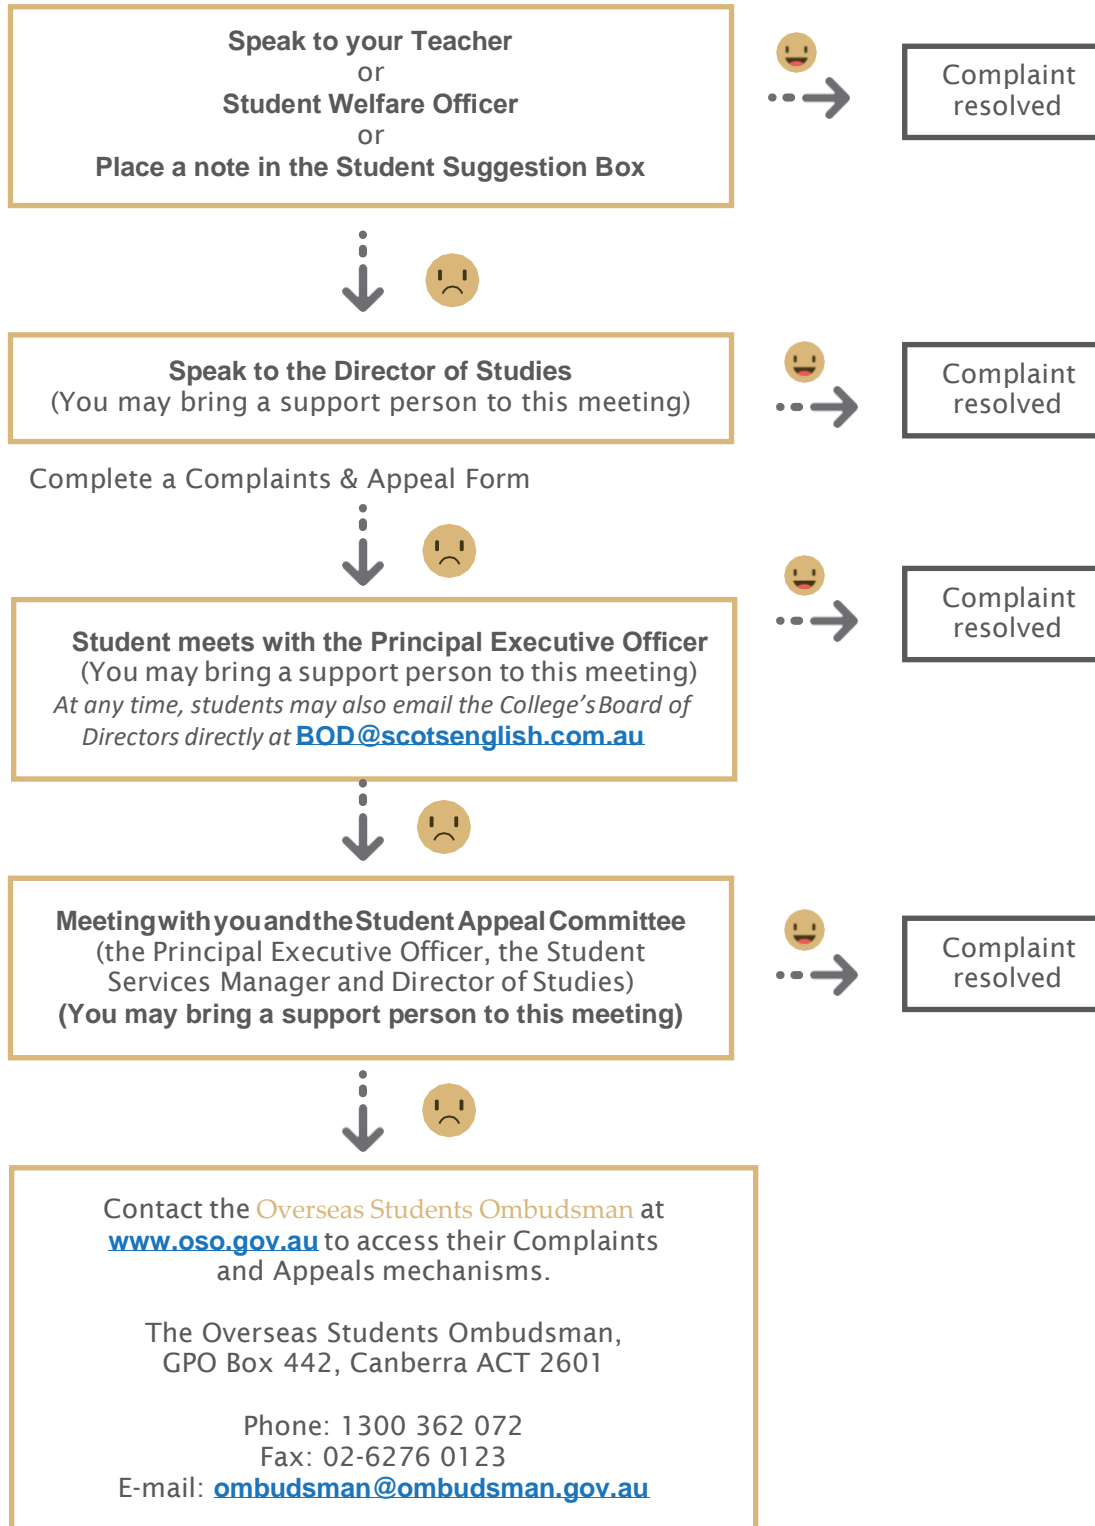 Speak to your Teacher
or
Student Welfare Officer
or
Place a note in the Student Suggestion Box
Complaint
resolved
Speak to the Director of Studies
(You may bring a support person to this meeting)
Complaint
resolved
Complete a Complaints & Appeal Form
Student meets with the Principal Executive Officer
(You may bring a support person to this meeting)
At any time, students may also email the College's Board of
Directors directly at BOD@scotsenglish.com.au
Complaint
resolved
Meeting with you and the Student Appeal Committee
(the Principal Executive Officer, the Student
Services Manager and Director of Studies)
(You may bring a support person to this meeting)
Complaint
resolved
Contact the Overseas Students Ombudsman at
www.oso.gov.au to access their Complaints
and Appeals mechanisms.
The Overseas Students Ombudsman,
GPO Box 442, Canberra ACT 2601
Phone: 1300 362 072
Fax: 02-6276 0123
E-mail: ombudsman@ombudsman.gov.au